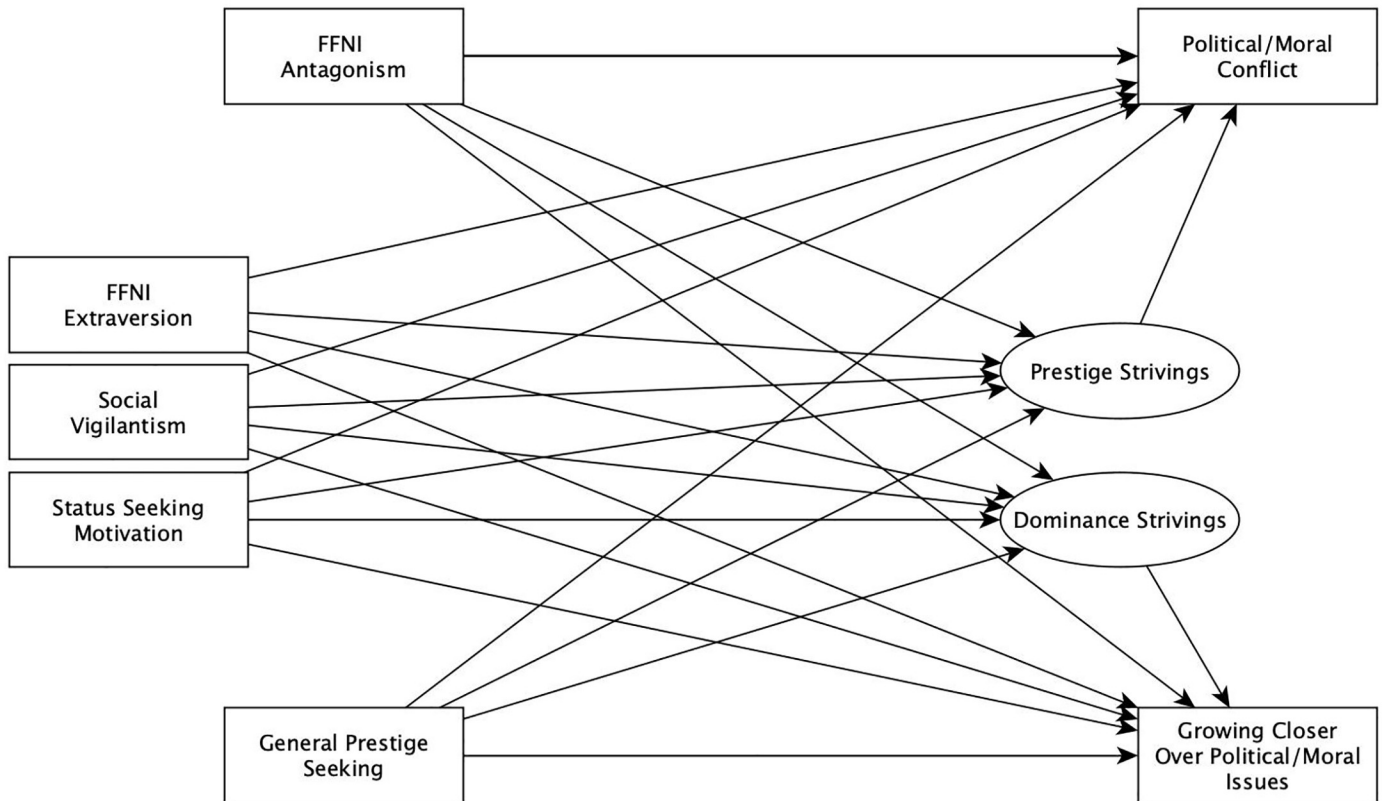 FFNI
Antagonism
Political/Moral
Conflict
FFNI
Extraversion
Social
Vigilantism
Status Seeking
Motivation
Prestige Strivings
Dominance Strivings
General Prestige
Seeking
Growing Closer
Over Political/Moral
Issues